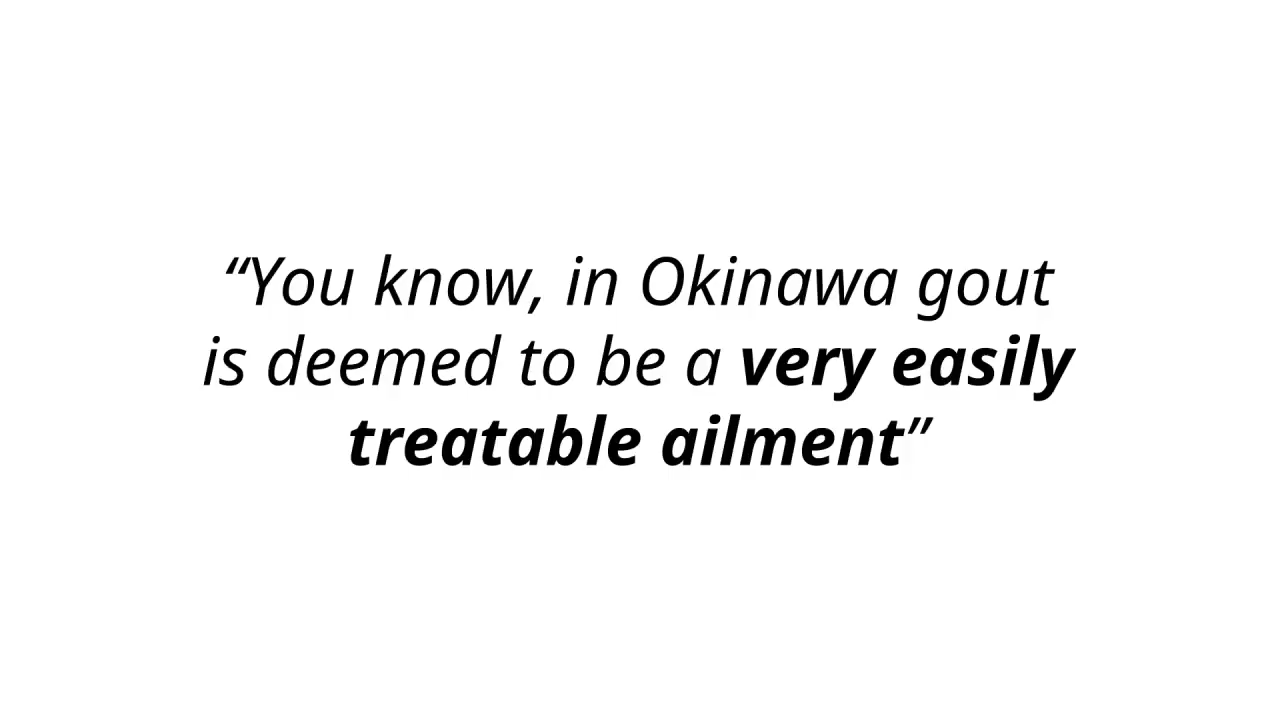 “You know, in Okinawa gout
is deemed to be a very easily
treatable ailment”